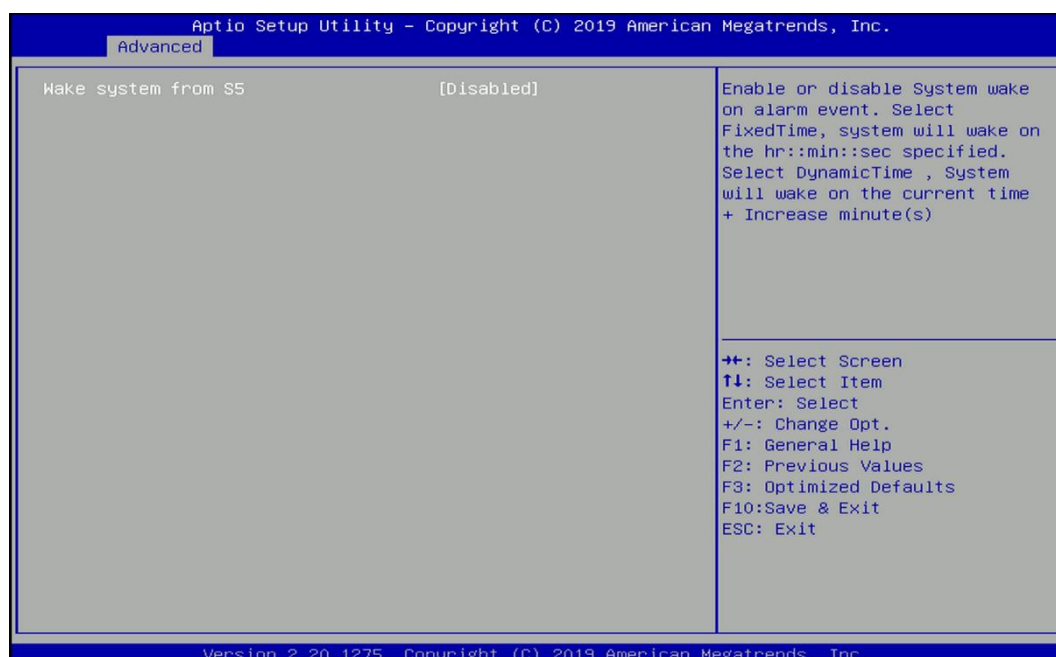 Aptio Setup Utility – Copyright (C) 2019 American Megatrends, Inc.
Advanced
Wake system from S5 [Disabled]
Enable or disable System wake
on alarm event. Select
FixedTime, system will wake on
the hr::min::sec specified.
Select DynamicTime , System
will wake on the current time
+ Increase minute(s)
→←: Select Screen
↑↓: Select Item
Enter: Select
+/-: Change Opt.
F1: General Help
F2: Previous Values
F3: Optimized Defaults
F10:Save & Exit
ESC: Exit
Version 2.20.1275. Copyright (C) 2019 American Megatrends, Inc.